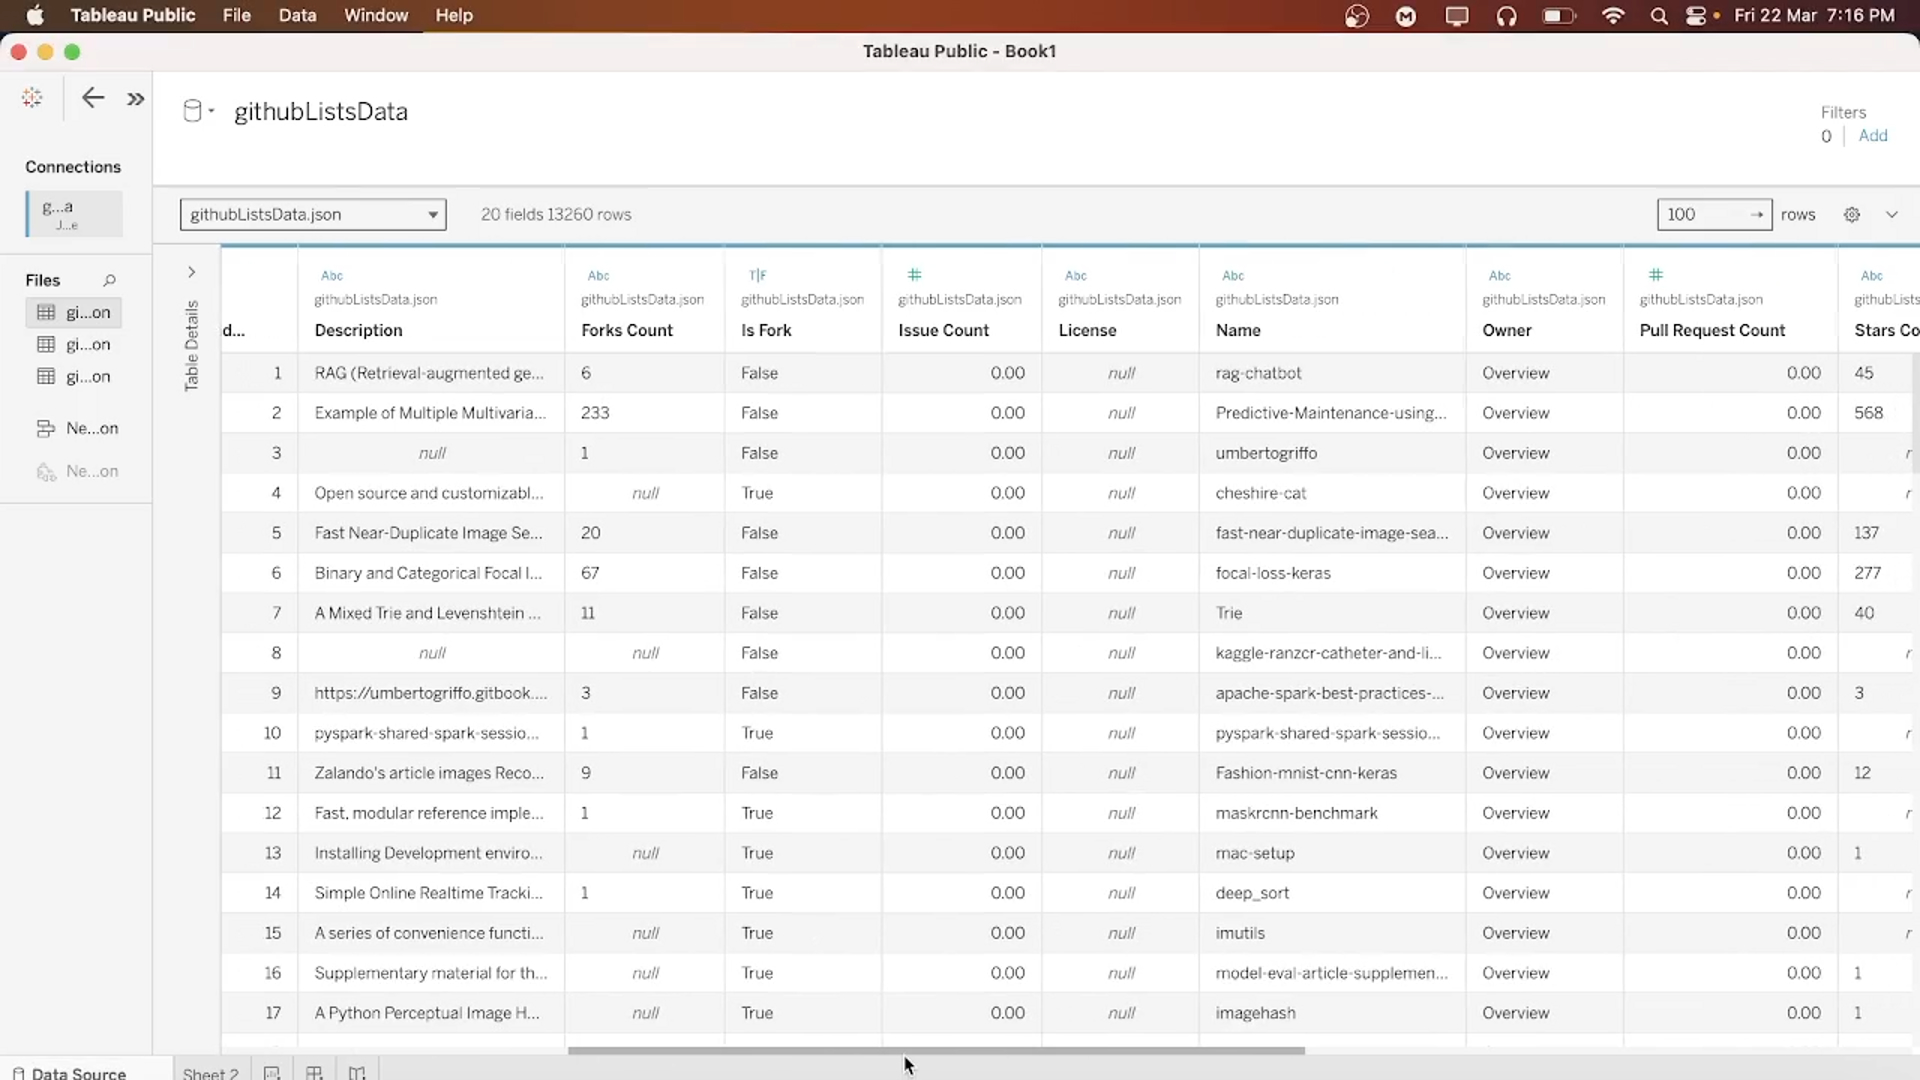 Tableau Public File Data Window Help Fri 22 Mar 7:16 PM
Tableau Public - Book1
githubListsData
Filters
0 Add
Connections
g...a
J...e
githubListsData.json 20 fields 13260 rows 100 → rows
Files
gi...on
gi...on
gi...on
Ne...on
Ne...on
Table Details
Abc Abc T|F # Abc Abc Abc # Abc
githubListsData.json githubListsData.json githubListsData.json githubListsData.json githubListsData.json githubListsData.json githubListsData.json githubListsData.json githubLists
d... Description Forks Count Is Fork Issue Count License Name Owner Pull Request Count Stars Co
1 RAG (Retrieval-augmented ge... 6 False 0.00 null rag-chatbot Overview 0.00 45
2 Example of Multiple Multivaria... 233 False 0.00 null Predictive-Maintenance-using... Overview 0.00 568
3 null 1 False 0.00 null umbertogriffo Overview 0.00
4 Open source and customizabl... null True 0.00 null cheshire-cat Overview 0.00
5 Fast Near-Duplicate Image Se... 20 False 0.00 null fast-near-duplicate-image-sea... Overview 0.00 137
6 Binary and Categorical Focal l... 67 False 0.00 null focal-loss-keras Overview 0.00 277
7 A Mixed Trie and Levenshtein ... 11 False 0.00 null Trie Overview 0.00 40
8 null null False 0.00 null kaggle-ranzcr-catheter-and-li... Overview 0.00
9 https://umbertogriffo.gitbook.... 3 False 0.00 null apache-spark-best-practices-... Overview 0.00 3
10 pyspark-shared-spark-sessio... 1 True 0.00 null pyspark-shared-spark-sessio... Overview 0.00
11 Zalando's article images Reco... 9 False 0.00 null Fashion-mnist-cnn-keras Overview 0.00 12
12 Fast, modular reference imple... 1 True 0.00 null maskrcnn-benchmark Overview 0.00
13 Installing Development enviro... null True 0.00 null mac-setup Overview 0.00 1
14 Simple Online Realtime Tracki... 1 True 0.00 null deep_sort Overview 0.00
15 A series of convenience functi... null True 0.00 null imutils Overview 0.00
16 Supplementary material for th... null True 0.00 null model-eval-article-supplemen... Overview 0.00 1
17 A Python Perceptual Image H... null True 0.00 null imagehash Overview 0.00 1
Data Source Sheet 2